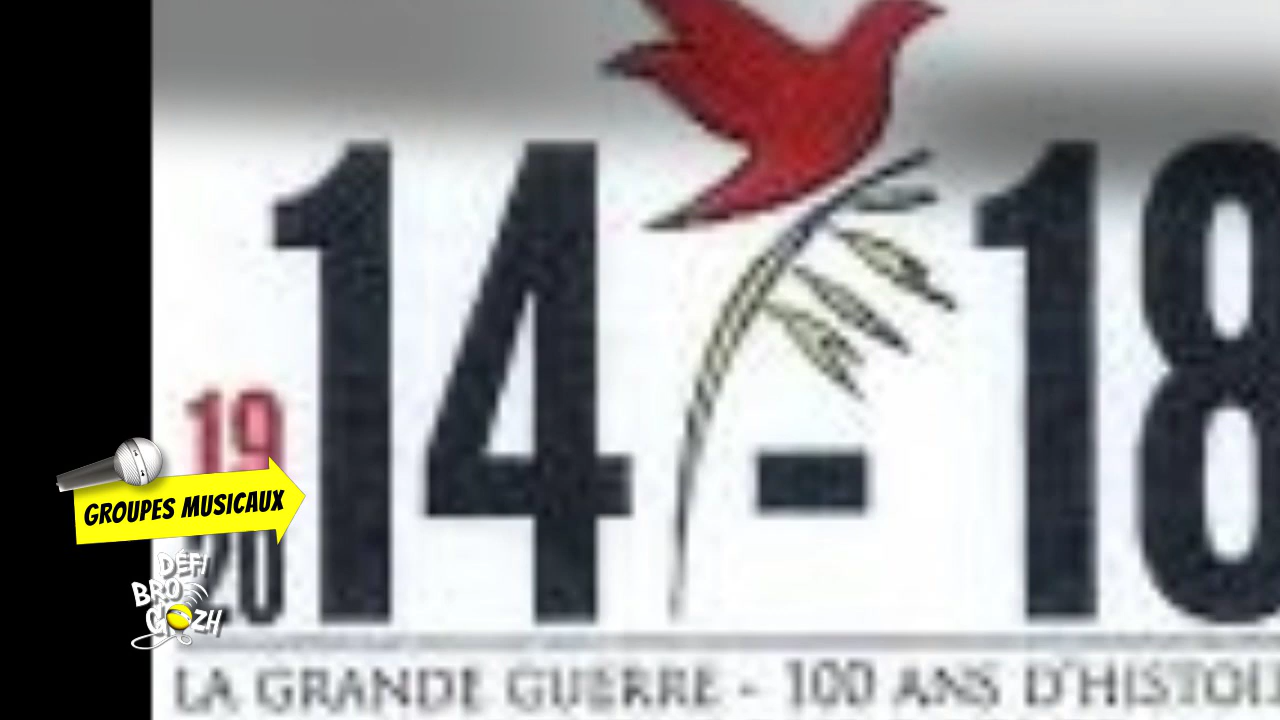 14-18
19
20
GROUPES MUSICAUX
DÉFI
BRO
GOZH
LA GRANDE GUERRE - 100 ANS D'HISTOI